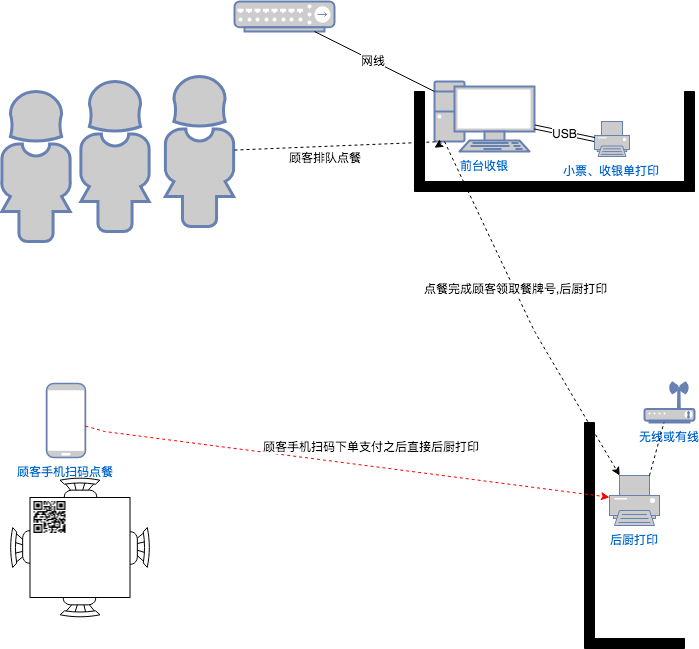 网线
USB
顾客排队点餐
前台收银
小票、收银单打印
点餐完成顾客领取餐牌号,后厨打印
无线或有线
顾客手机扫码下单支付之后直接后厨打印
顾客手机扫码点餐
后厨打印